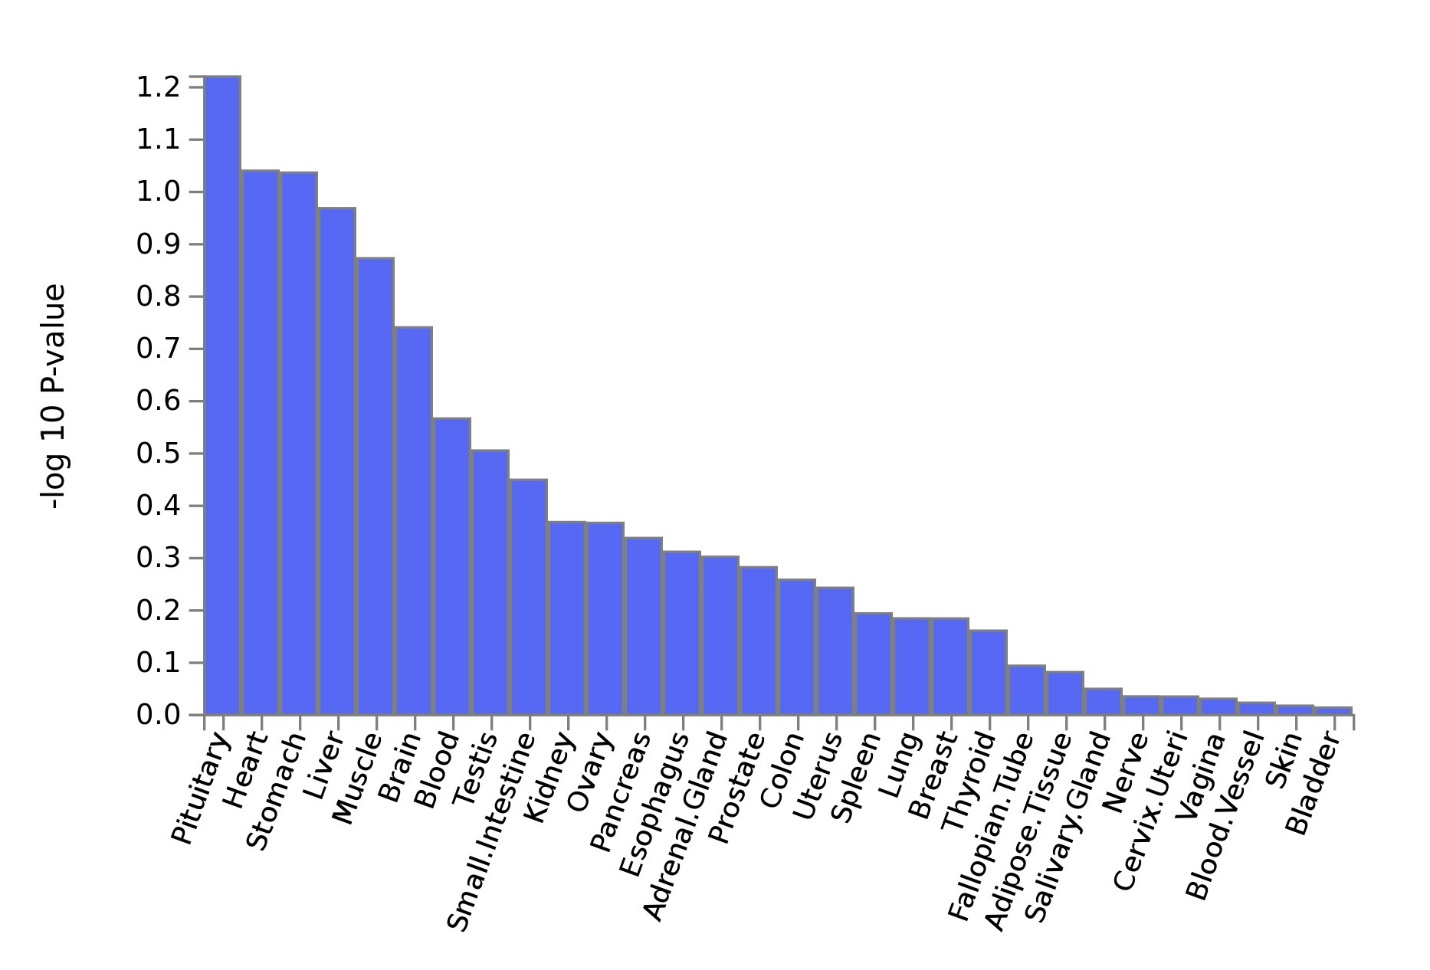 -log 10 P-value
1.2
1.1
1.0
0.9
0.8
0.7
0.6
0.5
0.4
0.3
0.2
0.1
0.0
Pituitary
Heart
Stomach
Liver
Muscle
Brain
Blood
Testis
Small.Intestine
Kidney
Ovary
Pancreas
Esophagus
Adrenal.Gland
Prostate
Colon
Uterus
Spleen
Lung
Breast
Thyroid
Fallopian.Tube
Adipose.Tissue
Salivary.Gland
Nerve
Cervix.Uteri
Vagina
Blood.Vessel
Skin
Bladder